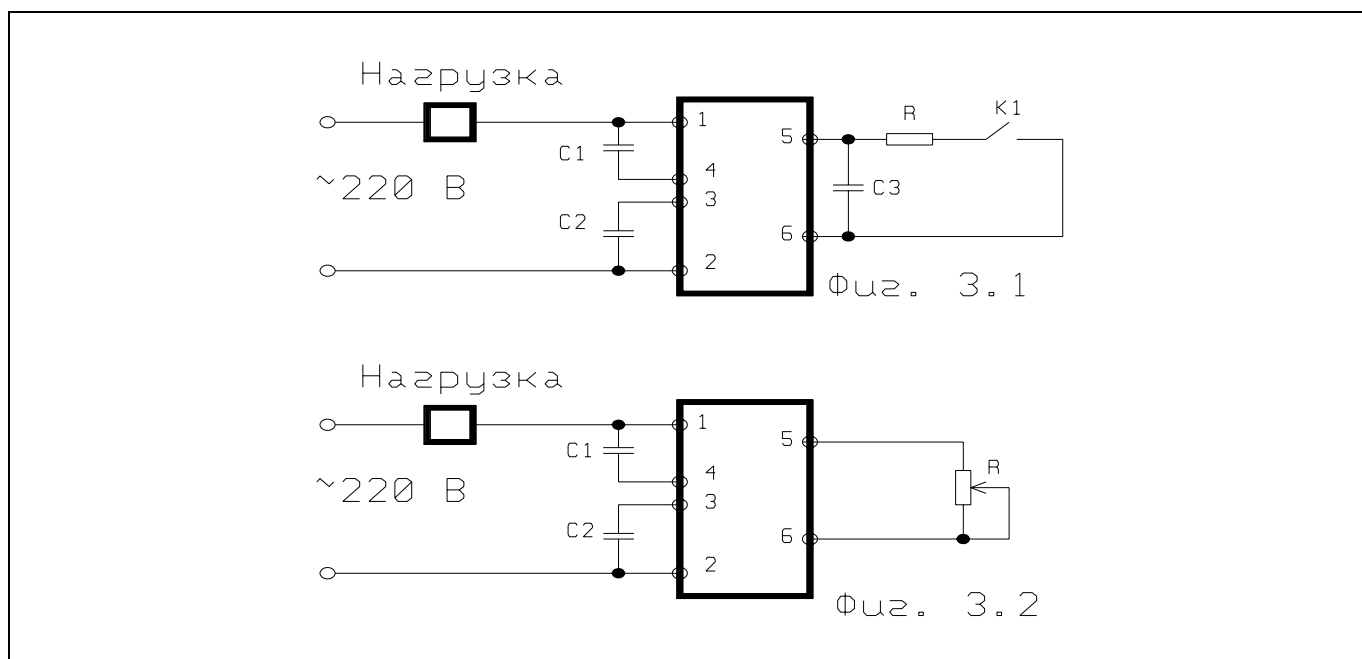 Нагрузка
~220 В
C1
C2
1
4
3
2
5
6
R
K1
C3
Фиг. 3.1
Нагрузка
~220 В
C1
C2
1
4
3
2
5
6
R
Фиг. 3.2